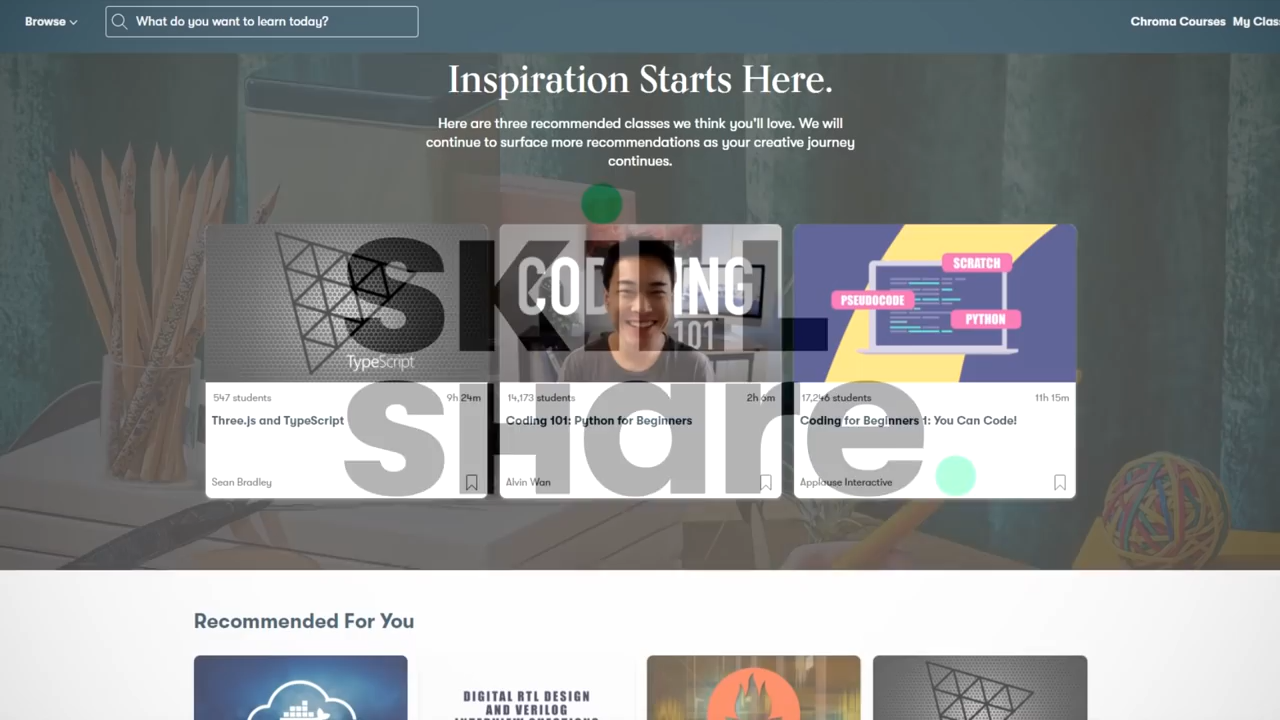 Browse
What do you want to learn today?
Chroma Courses My Clas
Inspiration Starts Here.
Here are three recommended classes we think you'll love. We will
continue to surface more recommendations as your creative journey
continues.
SKILL
SHare
TypeScript
CODING
101
SCRATCH
PSEUDOCODE
PYTHON
547 students 9h 24m
Three.js and TypeScript
Sean Bradley
14,173 students
Coding 101: Python for Beginners
Alvin Wan
17,246 students 11h 15m
Coding for Beginners 1: You Can Code!
Applause Interactive
Recommended For You
DIGITAL RTL DESIGN
AND VERILOG
INTERVIEW QUESTIONS